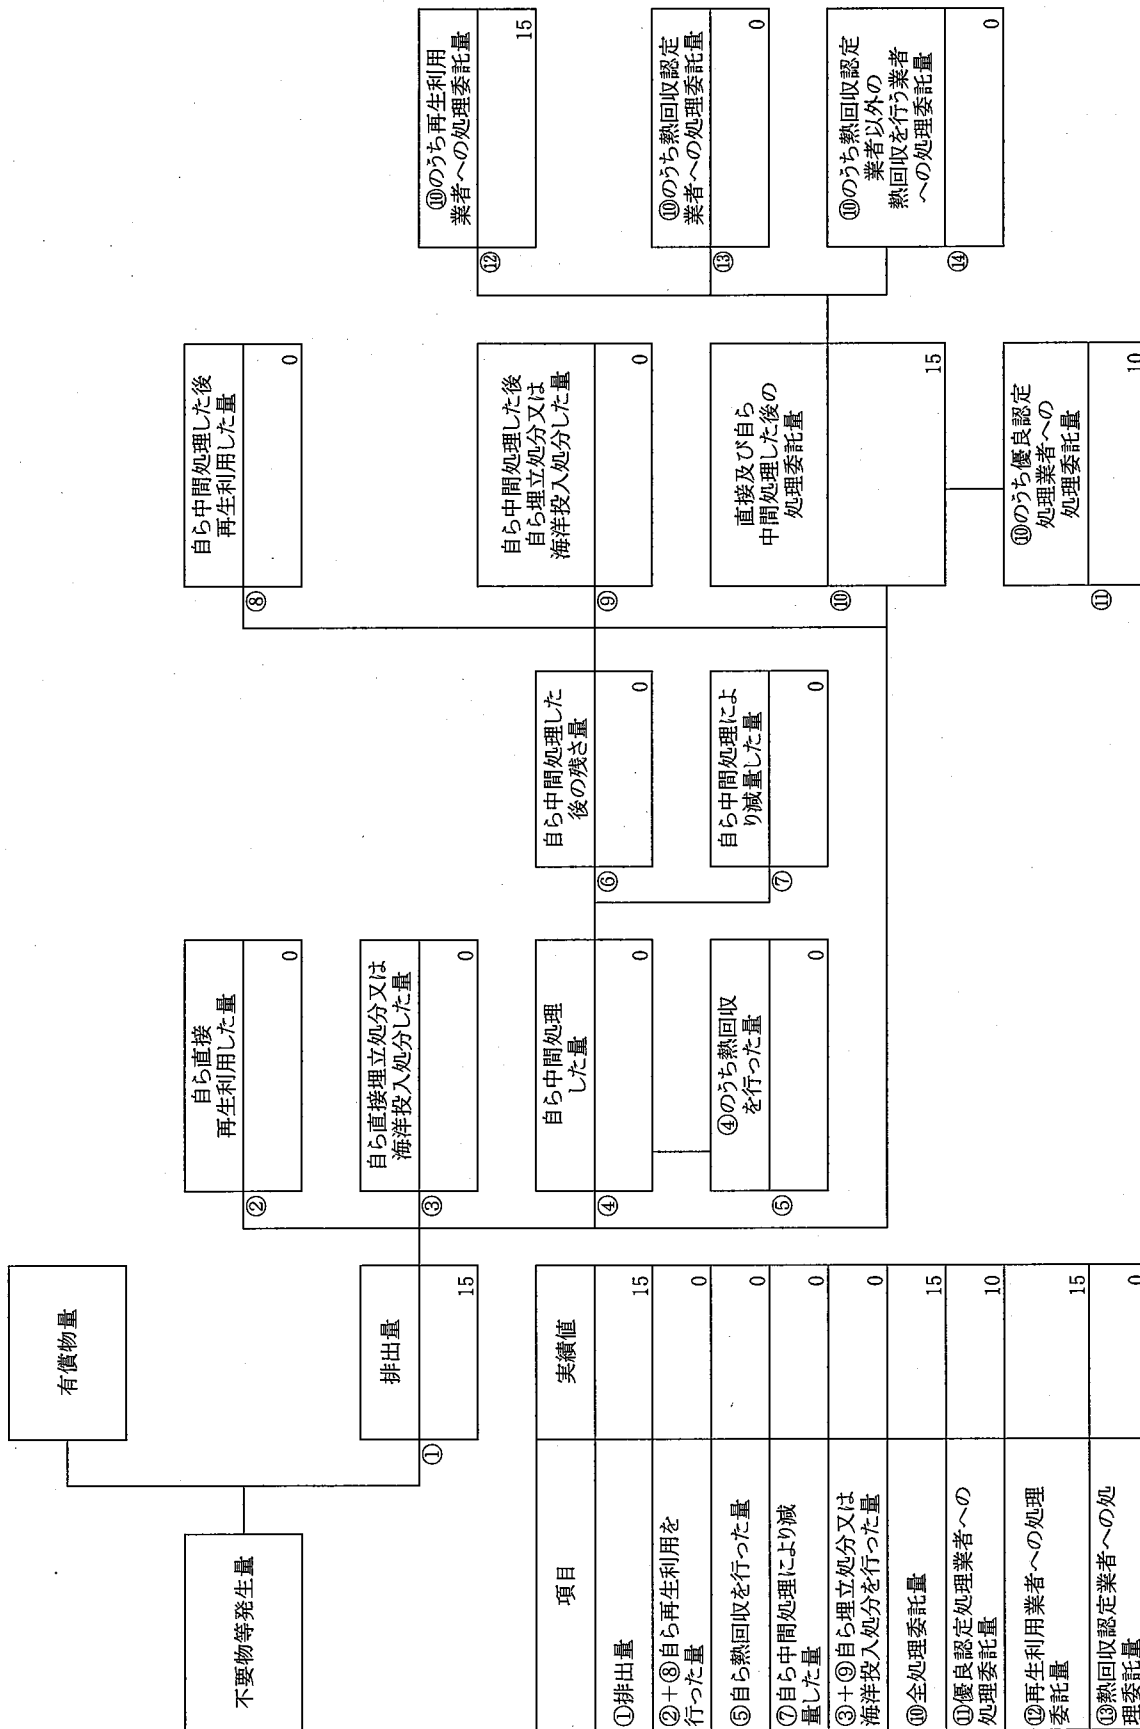 有償物量
不要物等発生量
①
排出量
15
②
自ら直接
再生利用した量
0
③
自ら直接埋立処分又は
海洋投入処分した量
0
④
自ら中間処理
した量
0
⑤
④のうち熱回収
を行った量
0
⑥
自ら中間処理した
後の残さ量
0
⑦
自ら中間処理によ
り減量した量
0
⑧
自ら中間処理した後
再生利用した量
0
⑨
自ら中間処理した後
自ら埋立処分又は
海洋投入処分した量
0
⑩
直接及び自ら
中間処理した後の
処理委託量
15
⑪
⑩のうち優良認定
処理業者への
処理委託量
10
⑫
⑩のうち再生利用
業者への処理委託量
15
⑬
⑩のうち熱回収認定
業者への処理委託量
0
⑭
⑩のうち熱回収認定
業者以外の
熱回収を行う業者
への処理委託量
0
項目
実績値
①排出量
15
②+⑧自ら再生利用を
行った量
0
⑤自ら熱回収を行った量
0
⑦自ら中間処理により減
量した量
0
③+⑨自ら埋立処分又は
海洋投入処分を行った量
0
⑩全処理委託量
15
⑪優良認定処理業者への
処理委託量
10
⑫再生利用業者への処理
委託量
15
⑬熱回収認定業者への処
理委託量
0